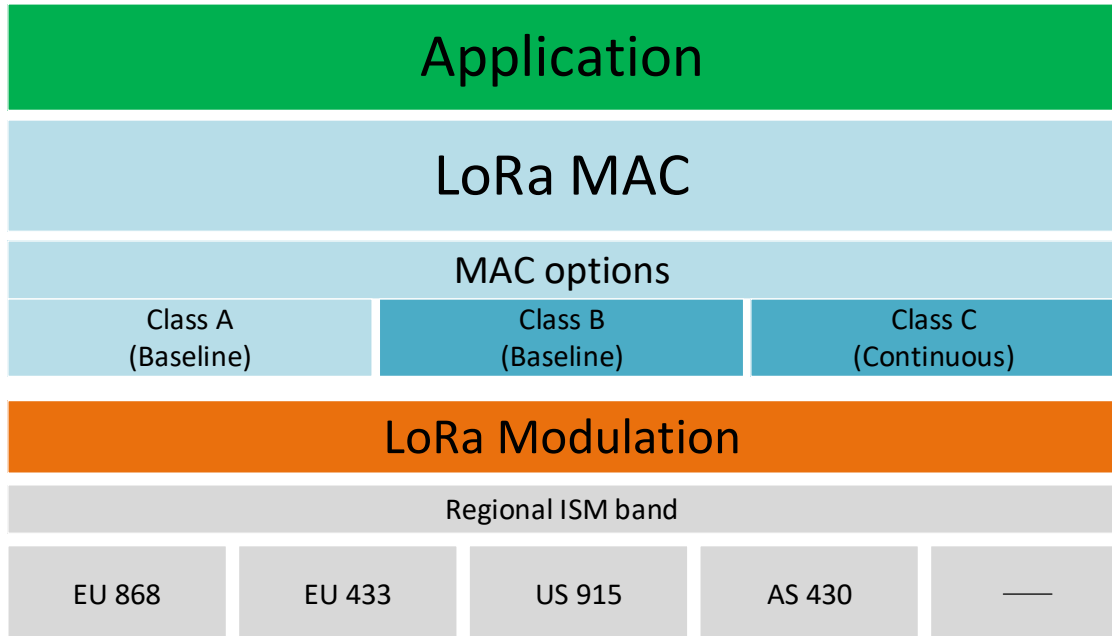 Application
LoRa MAC
MAC options
Class A
(Baseline)
Class B
(Baseline)
Class C
(Continuous)
LoRa Modulation
Regional ISM band
EU 868
EU 433
US 915
AS 430
——